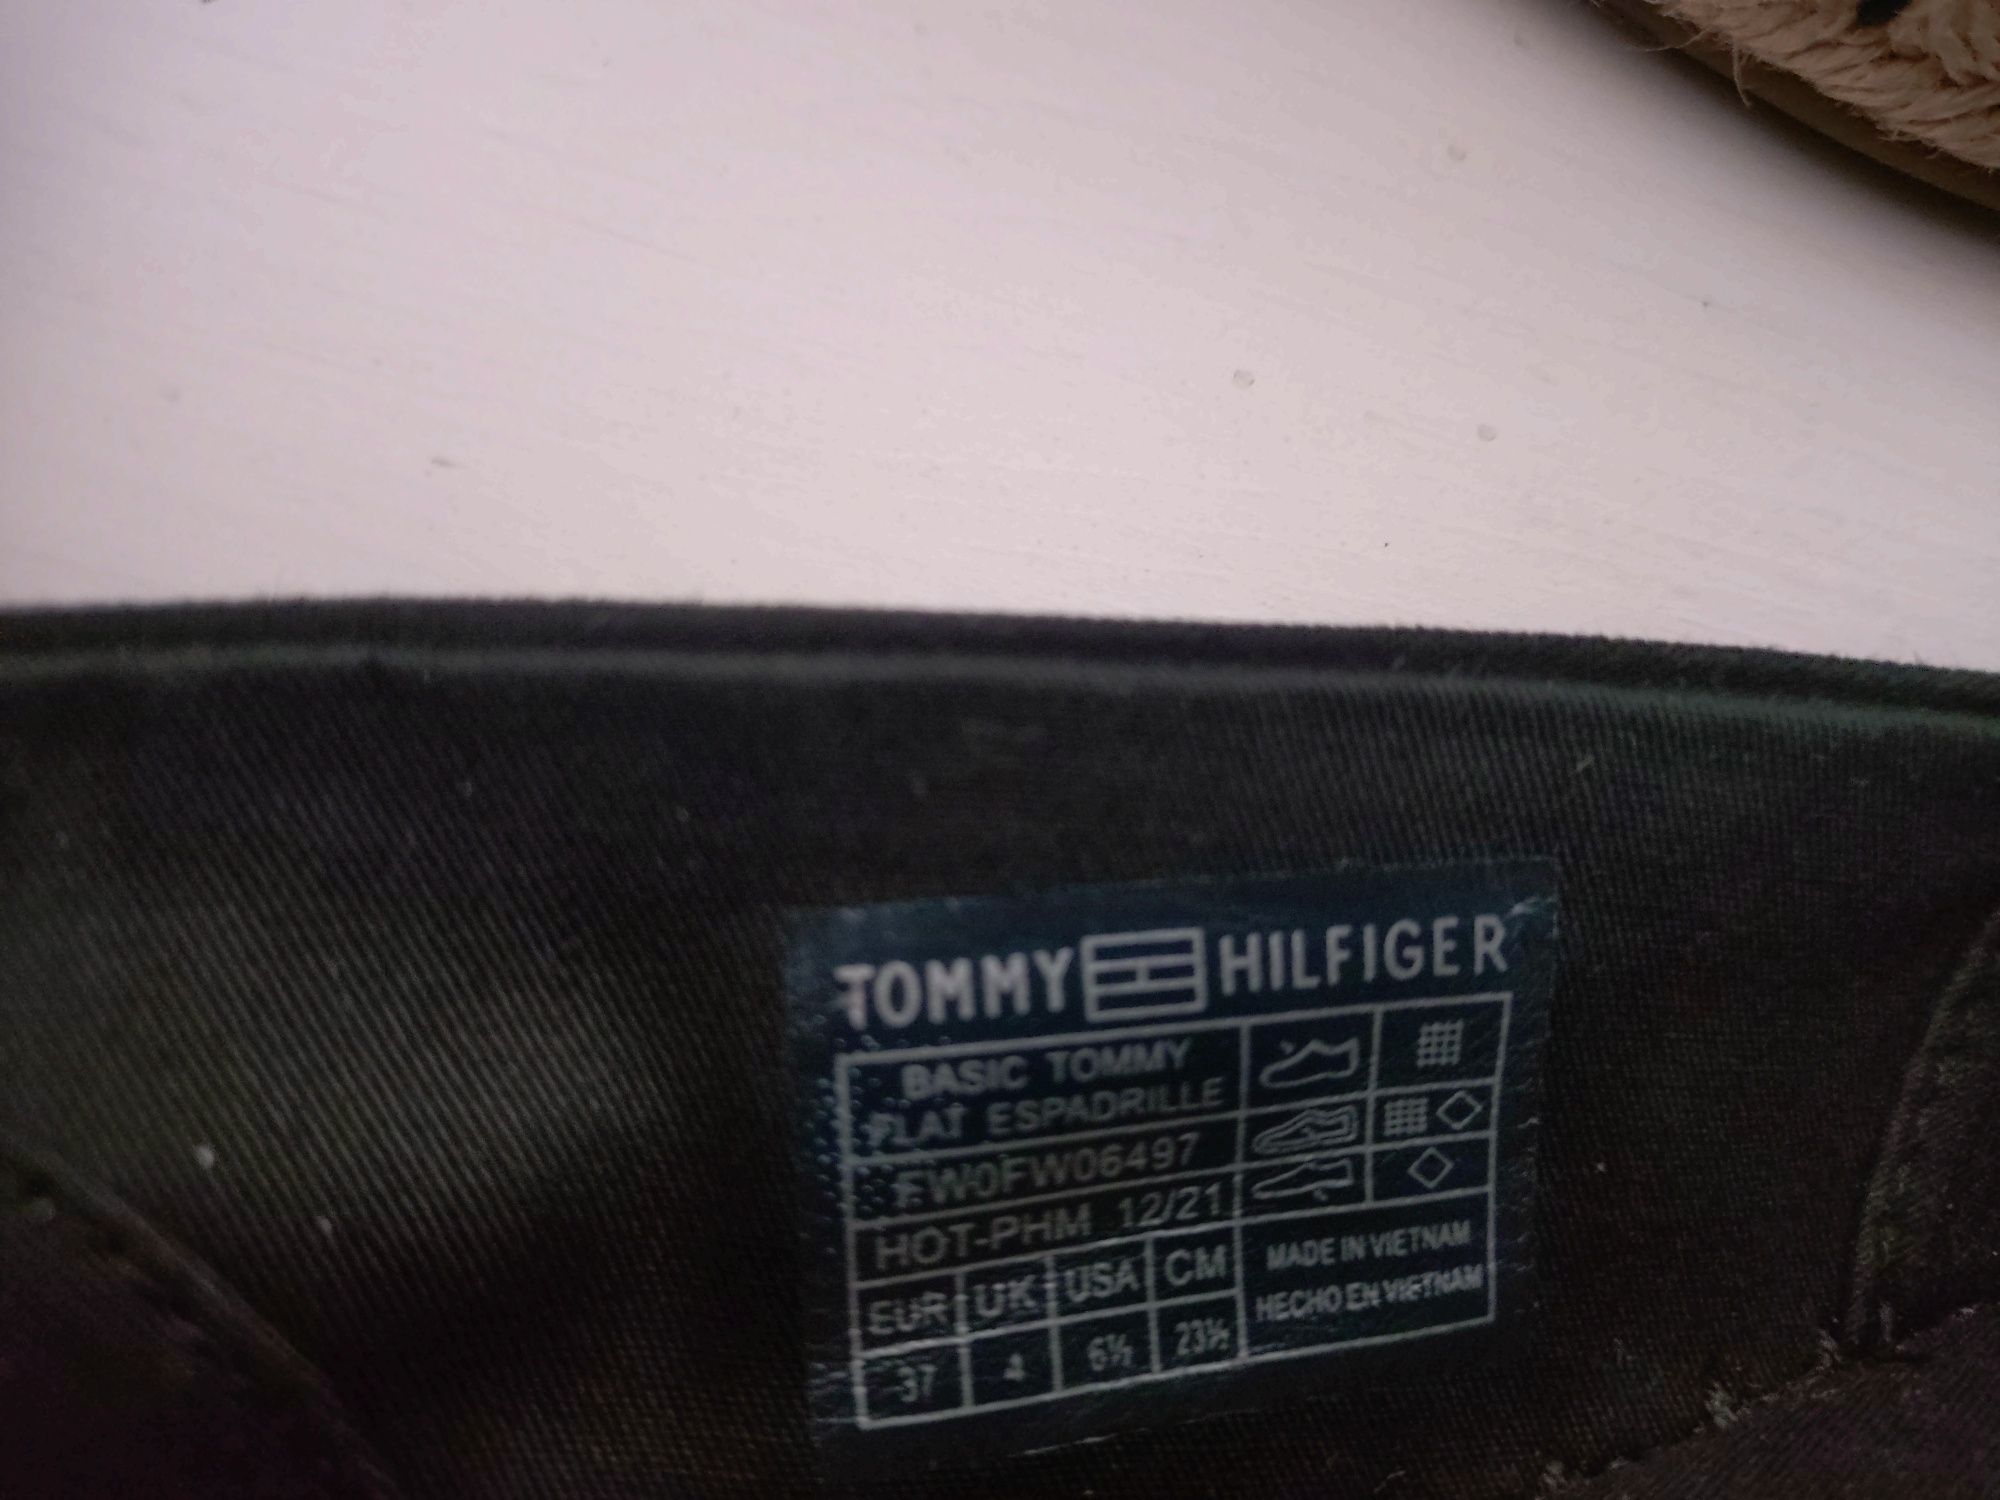 TOMMY HILFIGER
BASIC TOMMY
FLAT ESPADRILLE
FW0FW06497
HOT-PHM 12/21
EUR UK USA CM
37 4 6½ 23½
MADE IN VIETNAM
HECHO EN VIETNAM